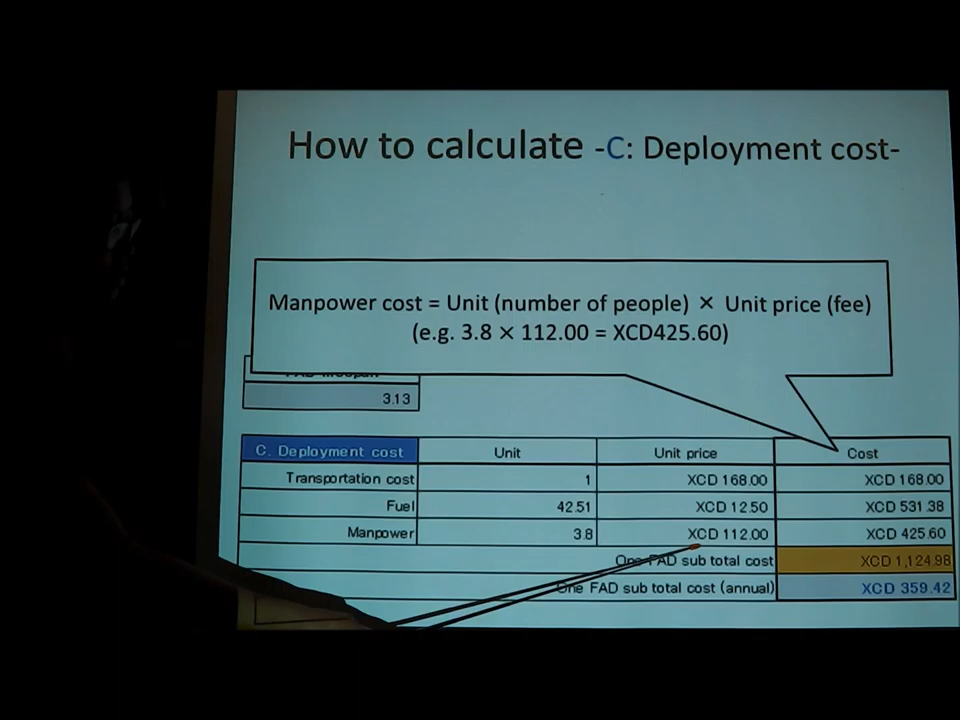 How to calculate -C: Deployment cost-
Manpower cost = Unit (number of people) × Unit price (fee)
(e.g. 3.8 × 112.00 = XCD425.60)
3.13
C. Deployment cost Unit Unit price Cost
Transportation cost 1 XCD 168.00 XCD 168.00
Fuel 42.51 XCD 12.50 XCD 531.38
Manpower 3.8 XCD 112.00 XCD 425.60
One FAD sub total cost XCD 1,124.98
One FAD sub total cost (annual) XCD 359.42